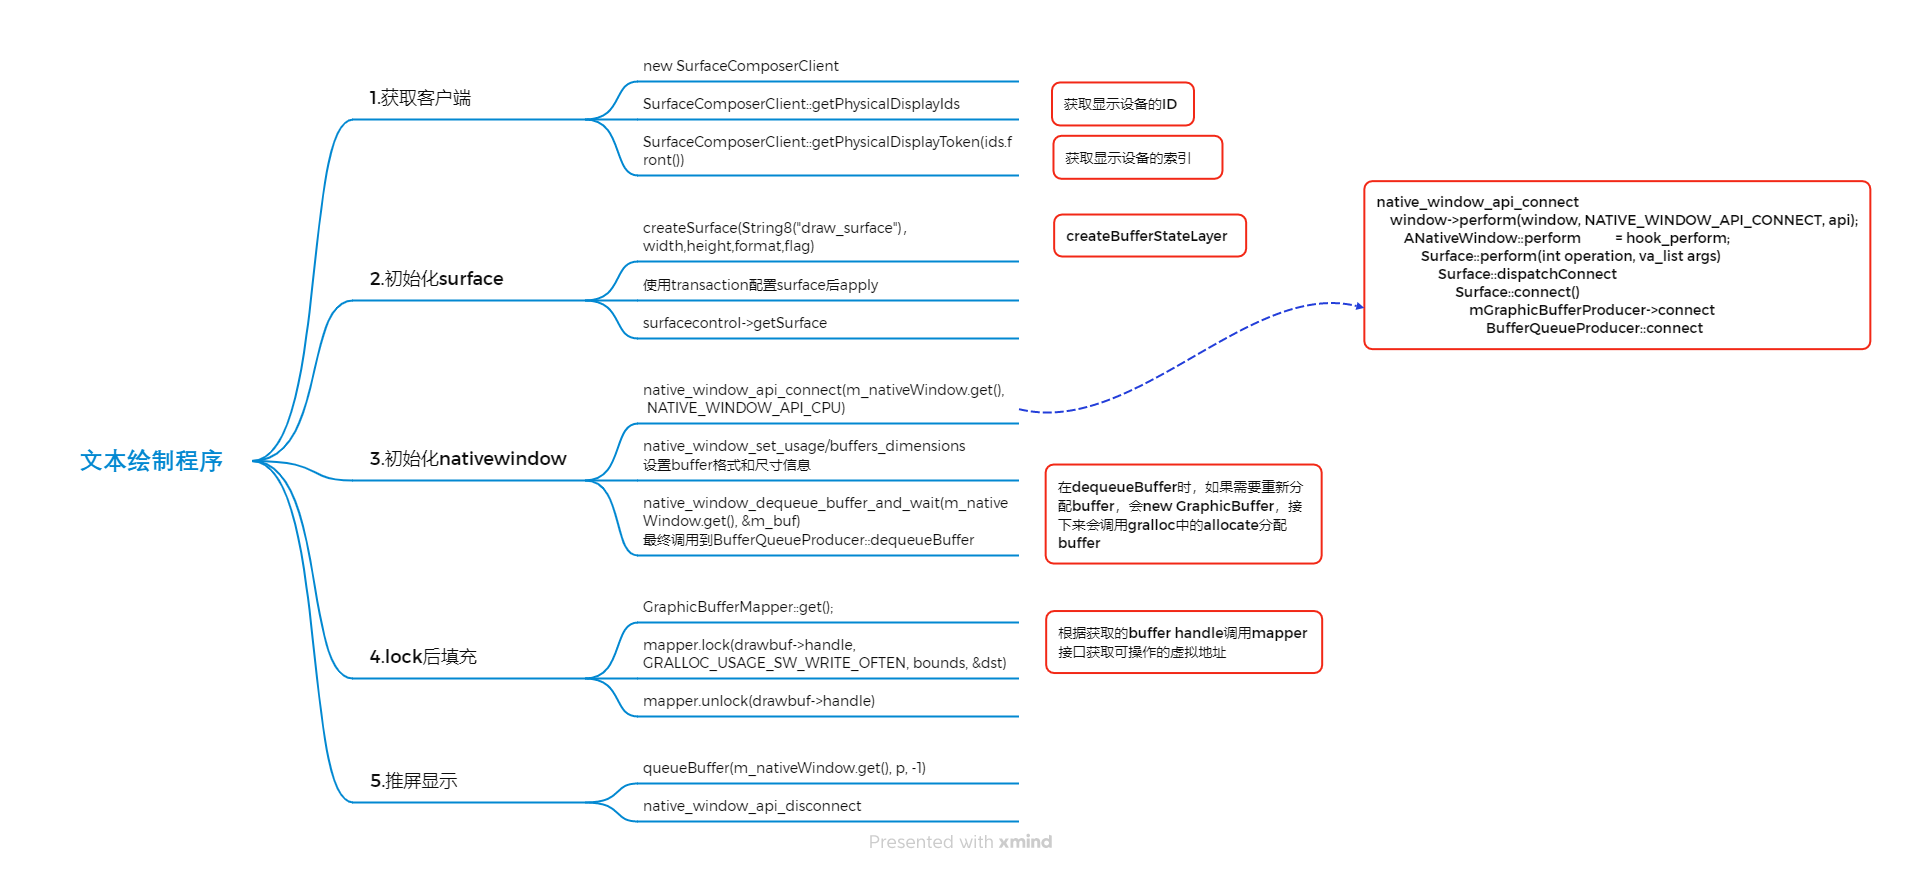 文本绘制程序
1.获取客户端
new SurfaceComposerClient
SurfaceComposerClient::getPhysicalDisplayIds
获取显示设备的ID
SurfaceComposerClient::getPhysicalDisplayToken(ids.f
ront())
获取显示设备的索引
2.初始化surface
createSurface(String8("draw_surface"),
width,height,format,flag)
createBufferStateLayer
使用transaction配置surface后apply
surfacecontrol->getSurface
3.初始化nativewindow
native_window_api_connect(m_nativeWindow.get(),
NATIVE_WINDOW_API_CPU)
native_window_api_connect
window->perform(window, NATIVE_WINDOW_API_CONNECT, api);
ANativeWindow::perform = hook_perform;
Surface::perform(int operation, va_list args)
Surface::dispatchConnect
Surface::connect()
mGraphicBufferProducer->connect
BufferQueueProducer::connect
native_window_set_usage/buffers_dimensions
设置buffer格式和尺寸信息
native_window_dequeue_buffer_and_wait(m_native
Window.get(), &m_buf)
最终调用到BufferQueueProducer::dequeueBuffer
在dequeueBuffer时，如果需要重新分
配buffer，会new GraphicBuffer，接
下来会调用gralloc中的allocate分配
buffer
4.lock后填充
GraphicBufferMapper::get();
mapper.lock(drawbuf->handle,
GRALLOC_USAGE_SW_WRITE_OFTEN, bounds, &dst)
根据获取的buffer handle调用mapper
接口获取可操作的虚拟地址
mapper.unlock(drawbuf->handle)
5.推屏显示
queueBuffer(m_nativeWindow.get(), p, -1)
native_window_api_disconnect
Presented with xmind